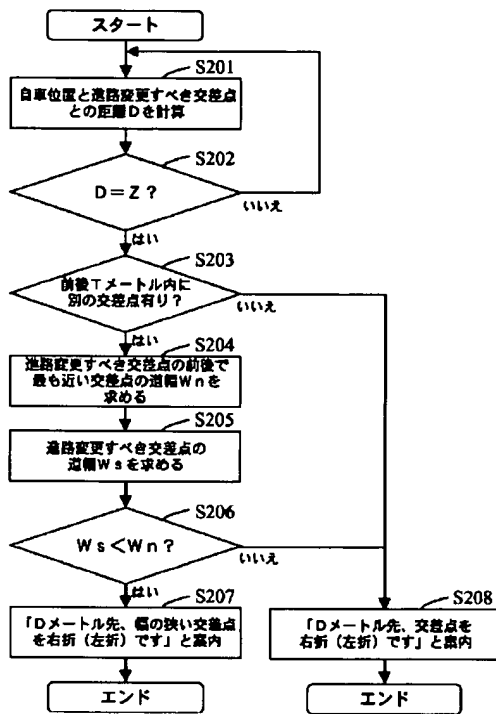 スタート
S201
自車位置と進路変更すべき交差点
との距離Dを計算
S202
D=Z?
いいえ
はい
S203
前後Tメートル内に
別の交差点有り?
いいえ
はい
S204
進路変更すべき交差点の前後で
最も近い交差点の道幅Wnを
求める
S205
進路変更すべき交差点の
道幅Wsを求める
S206
Ws<Wn?
いいえ
はい
S207
「Dメートル先、幅の狭い交差点
を右折(左折)です」と案内
エンド
S208
「Dメートル先、交差点を
右折(左折)です」と案内
エンド